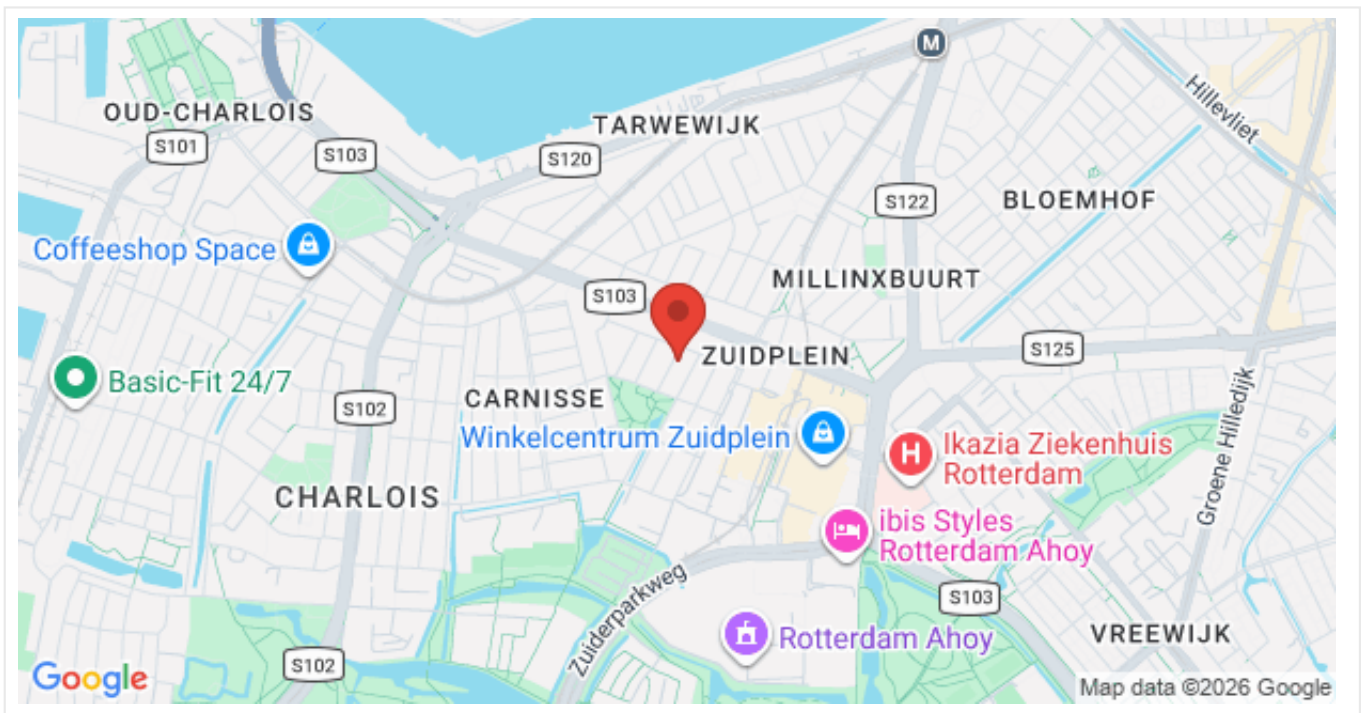 M
Hillevliet
OUD-CHARLOIS
TARWEWIJK
S101
S103
S120
BLOEMHOF
S122
Coffeeshop Space
MILLINXBUURT
S103
ZUIDPLEIN
S125
Basic-Fit 24/7
CARNISSE
S102
Winkelcentrum Zuidplein
H
Ikazia Ziekenhuis
Rotterdam
Groene Hilledijk
CHARLOIS
ibis Styles
Rotterdam Ahoy
Zuiderparkweg
S103
Rotterdam Ahoy
VREEWIJK
S102
Google
Map data ©2026 Google